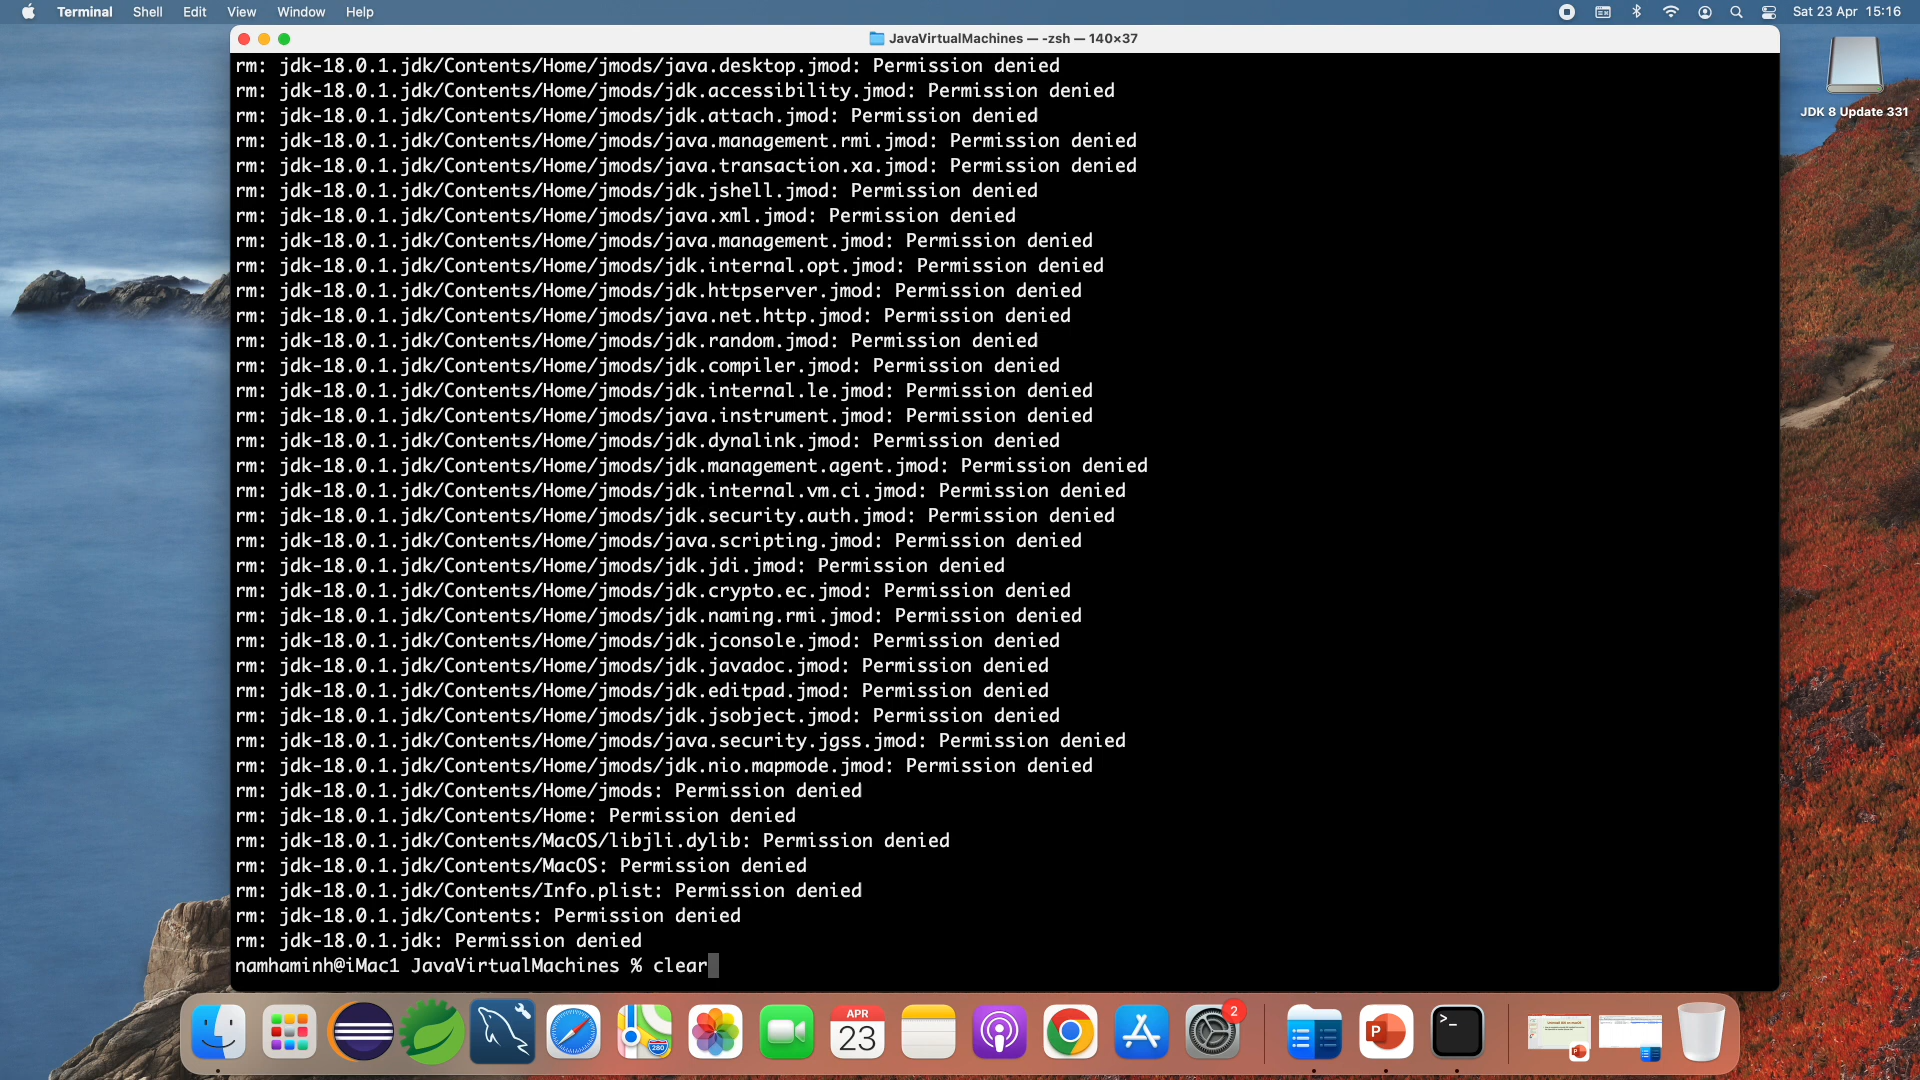 Terminal Shell Edit View Window Help
Sat 23 Apr 15:16
JavaVirtualMachines — -zsh — 140×37
rm: jdk-18.0.1.jdk/Contents/Home/jmods/java.desktop.jmod: Permission denied
rm: jdk-18.0.1.jdk/Contents/Home/jmods/jdk.accessibility.jmod: Permission denied
rm: jdk-18.0.1.jdk/Contents/Home/jmods/jdk.attach.jmod: Permission denied
rm: jdk-18.0.1.jdk/Contents/Home/jmods/java.management.rmi.jmod: Permission denied
rm: jdk-18.0.1.jdk/Contents/Home/jmods/java.transaction.xa.jmod: Permission denied
rm: jdk-18.0.1.jdk/Contents/Home/jmods/jdk.jshell.jmod: Permission denied
rm: jdk-18.0.1.jdk/Contents/Home/jmods/java.xml.jmod: Permission denied
rm: jdk-18.0.1.jdk/Contents/Home/jmods/java.management.jmod: Permission denied
rm: jdk-18.0.1.jdk/Contents/Home/jmods/jdk.internal.opt.jmod: Permission denied
rm: jdk-18.0.1.jdk/Contents/Home/jmods/jdk.httpserver.jmod: Permission denied
rm: jdk-18.0.1.jdk/Contents/Home/jmods/java.net.http.jmod: Permission denied
rm: jdk-18.0.1.jdk/Contents/Home/jmods/jdk.random.jmod: Permission denied
rm: jdk-18.0.1.jdk/Contents/Home/jmods/jdk.compiler.jmod: Permission denied
rm: jdk-18.0.1.jdk/Contents/Home/jmods/jdk.internal.le.jmod: Permission denied
rm: jdk-18.0.1.jdk/Contents/Home/jmods/java.instrument.jmod: Permission denied
rm: jdk-18.0.1.jdk/Contents/Home/jmods/jdk.dynalink.jmod: Permission denied
rm: jdk-18.0.1.jdk/Contents/Home/jmods/jdk.management.agent.jmod: Permission denied
rm: jdk-18.0.1.jdk/Contents/Home/jmods/jdk.internal.vm.ci.jmod: Permission denied
rm: jdk-18.0.1.jdk/Contents/Home/jmods/jdk.security.auth.jmod: Permission denied
rm: jdk-18.0.1.jdk/Contents/Home/jmods/java.scripting.jmod: Permission denied
rm: jdk-18.0.1.jdk/Contents/Home/jmods/jdk.jdi.jmod: Permission denied
rm: jdk-18.0.1.jdk/Contents/Home/jmods/jdk.crypto.ec.jmod: Permission denied
rm: jdk-18.0.1.jdk/Contents/Home/jmods/jdk.naming.rmi.jmod: Permission denied
rm: jdk-18.0.1.jdk/Contents/Home/jmods/jdk.jconsole.jmod: Permission denied
rm: jdk-18.0.1.jdk/Contents/Home/jmods/jdk.javadoc.jmod: Permission denied
rm: jdk-18.0.1.jdk/Contents/Home/jmods/jdk.editpad.jmod: Permission denied
rm: jdk-18.0.1.jdk/Contents/Home/jmods/jdk.jsobject.jmod: Permission denied
rm: jdk-18.0.1.jdk/Contents/Home/jmods/java.security.jgss.jmod: Permission denied
rm: jdk-18.0.1.jdk/Contents/Home/jmods/jdk.nio.mapmode.jmod: Permission denied
rm: jdk-18.0.1.jdk/Contents/Home/jmods: Permission denied
rm: jdk-18.0.1.jdk/Contents/Home: Permission denied
rm: jdk-18.0.1.jdk/Contents/MacOS/libjli.dylib: Permission denied
rm: jdk-18.0.1.jdk/Contents/MacOS: Permission denied
rm: jdk-18.0.1.jdk/Contents/Info.plist: Permission denied
rm: jdk-18.0.1.jdk/Contents: Permission denied
rm: jdk-18.0.1.jdk: Permission denied
namhaminh@iMac1 JavaVirtualMachines % clear
JDK 8 Update 331
280
APR
23
2
P
>_